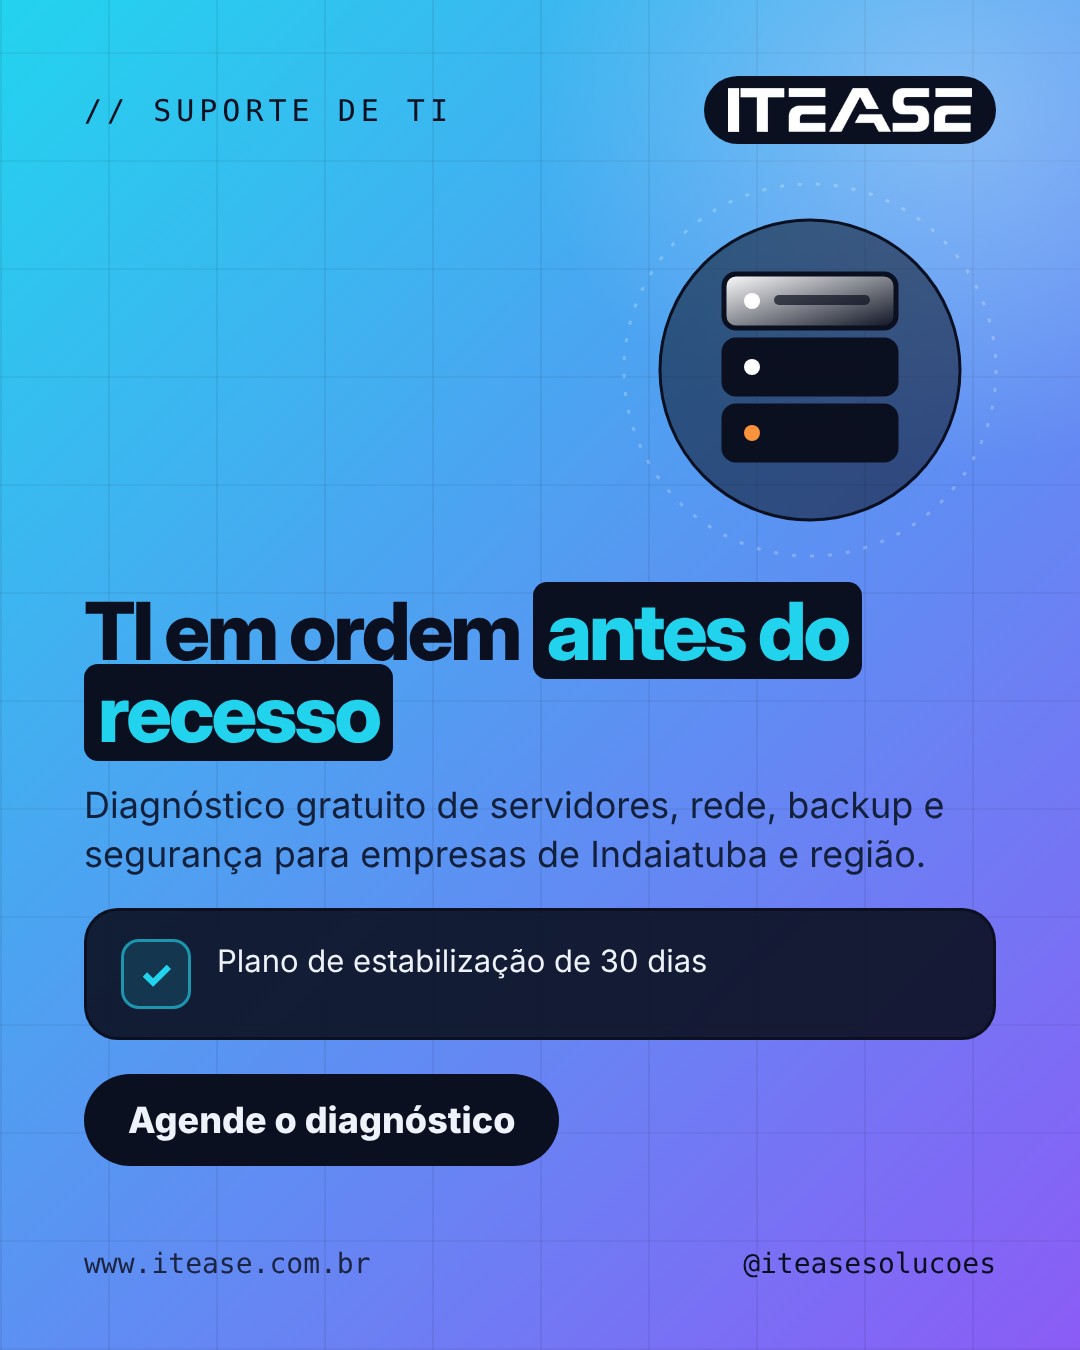 // SUPORTE DE TI
ITEASE
TI em ordem antes do
recesso
Diagnóstico gratuito de servidores, rede, backup e
segurança para empresas de Indaiatuba e região.
Plano de estabilização de 30 dias
Agende o diagnóstico
www.itease.com.br
@iteasesolucoes